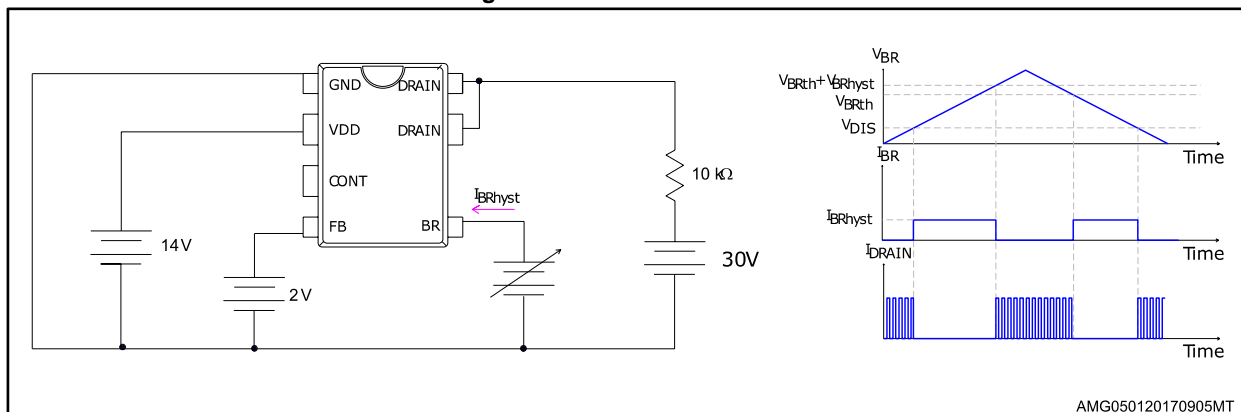 g
GND
DRAIN
VDD
DRAIN
CONT
FB
BR
IBRhyst
14V
2V
10 kΩ
30V
VBR
VBRth+VBRhyst
VBRth
VDIS
Time
IBR
IBRhyst
Time
IDRAIN
Time
AMG050120170905MT